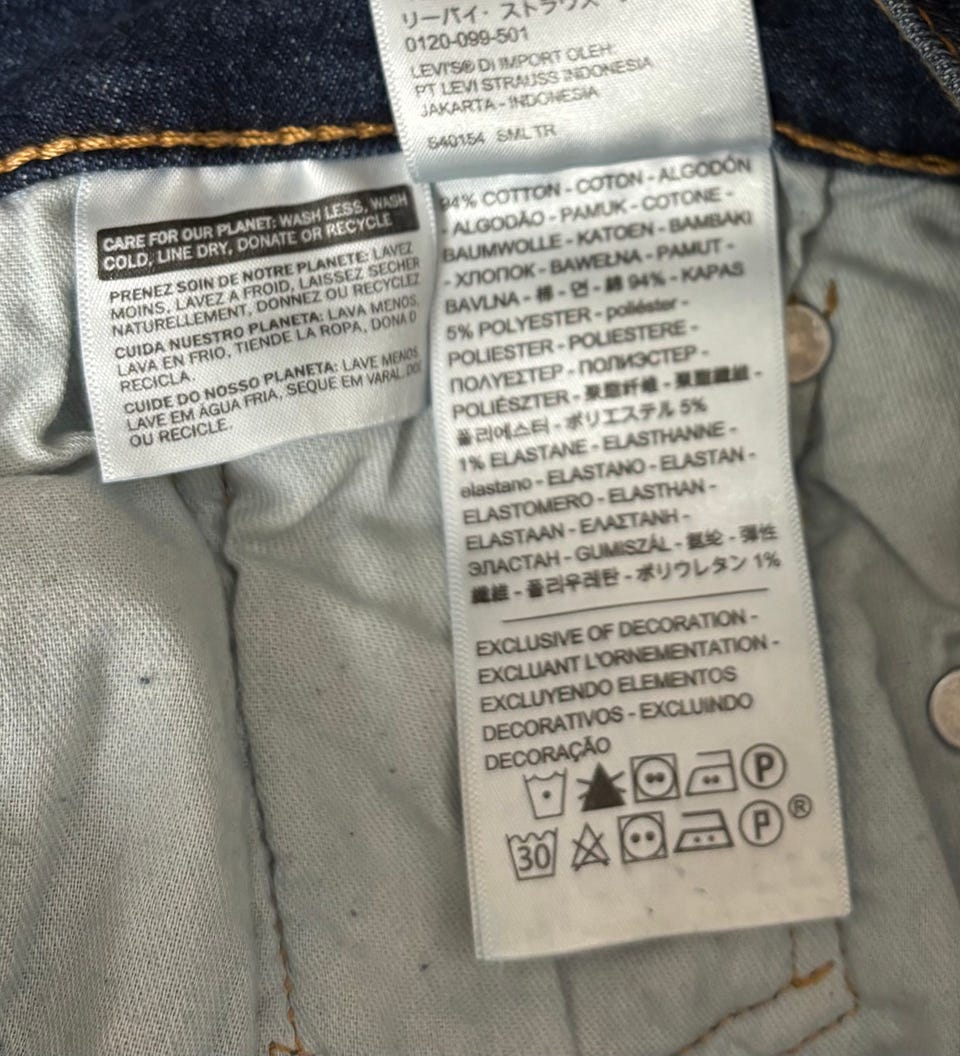 リーバイ・ストラウス
0120-099-501
LEVI'S® DI IMPORT OLEH:
PT LEVI STRAUSS INDONESIA
JAKARTA - INDONESIA
S40154 SML TR
CARE FOR OUR PLANET: WASH LESS, WASH
COLD, LINE DRY, DONATE OR RECYCLE
PRENEZ SOIN DE NOTRE PLANETE: LAVEZ
MOINS, LAVEZ A FROID, LAISSEZ SECHER
NATURELLEMENT, DONNEZ OU RECYCLEZ
CUIDA NUESTRO PLANETA: LAVA MENOS,
LAVA EN FRIO, TIENDE LA ROPA, DONA O
RECICLA.
CUIDE DO NOSSO PLANETA: LAVE MENOS,
LAVE EM ÁGUA FRIA, SEQUE EM VARAL,
OU RECICLE.
94% COTTON - COTON - ALGODÓN
- ALGODÃO - PAMUK - COTONE -
BAUMWOLLE - KATOEN - BAMBAKI
- ХЛОПОК - BAWEŁNA - PAMUT -
BAVLNA - 棉 - 면 - 綿 94% - KAPAS
5% POLYESTER - poliéster -
POLIESTER - POLIESTERE -
ΠΟΛΥΕΣΤΕΡ - ПОЛИЭСТЕР -
POLIÉSZTER - 聚酯纤维 - 聚酯纖維 -
폴리에스터 - ポリエステル 5%
1% ELASTANE - ELASTHANNE -
elastano - ELASTANO - ELASTAN -
ELASTOMERO - ELASTHAN -
ELASTAAN - ΕΛΑΣΤΑΝΗ -
ЭЛАСТАН - GUMISZÁL - 氨纶 - 彈性
纖維 - 폴리우레탄 - ポリウレタン 1%
EXCLUSIVE OF DECORATION -
EXCLUANT L'ORNEMENTATION -
EXCLUYENDO ELEMENTOS
DECORATIVOS - EXCLUINDO
DECORAÇÃO
P
30 P ®